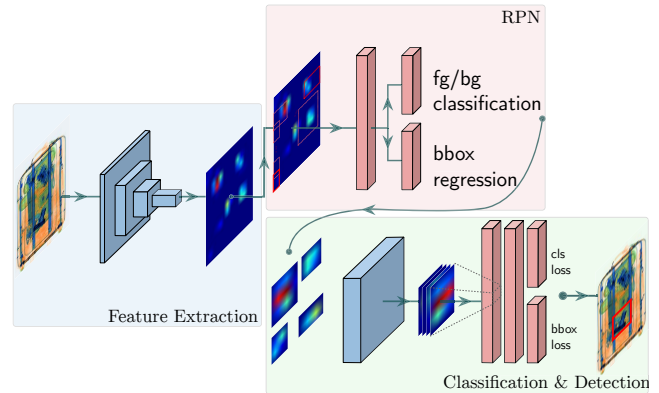 RPN
fg/bg
classification
bbox
regression
Feature Extraction
cls
loss
bbox
loss
Classification & Detection